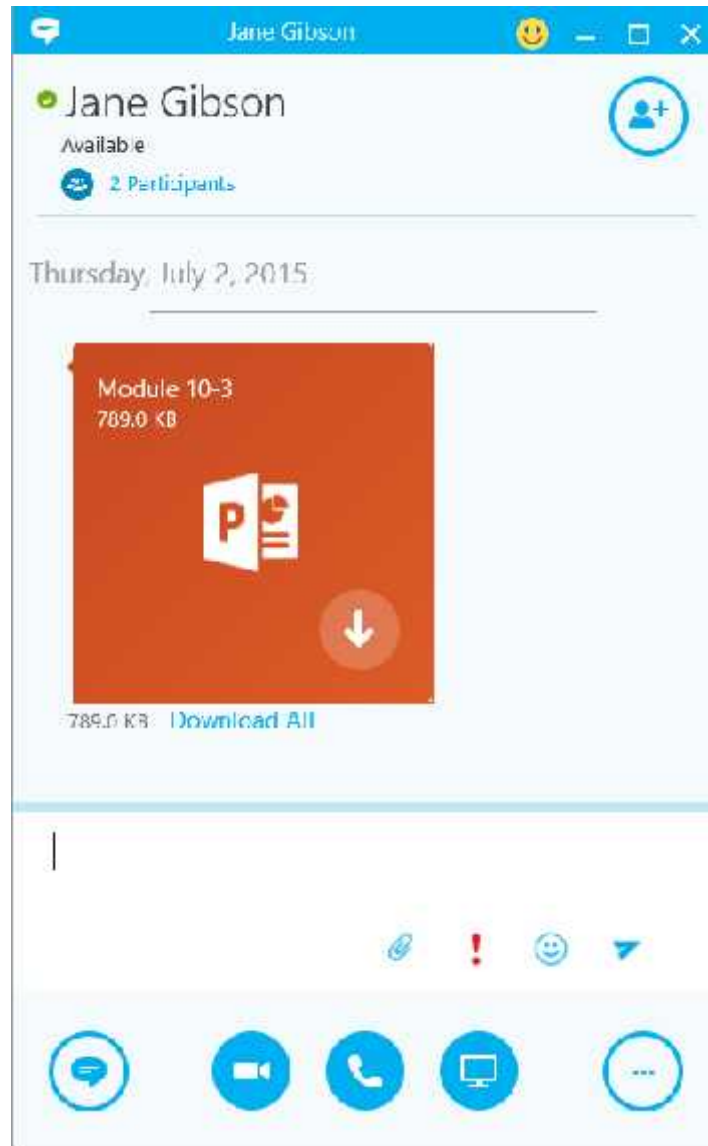 Jane Gibson
Jane Gibson
Available
2 Participants
Thursday, July 2, 2015
Module 10-3
789.0 KB
P
789.0 KB Download All